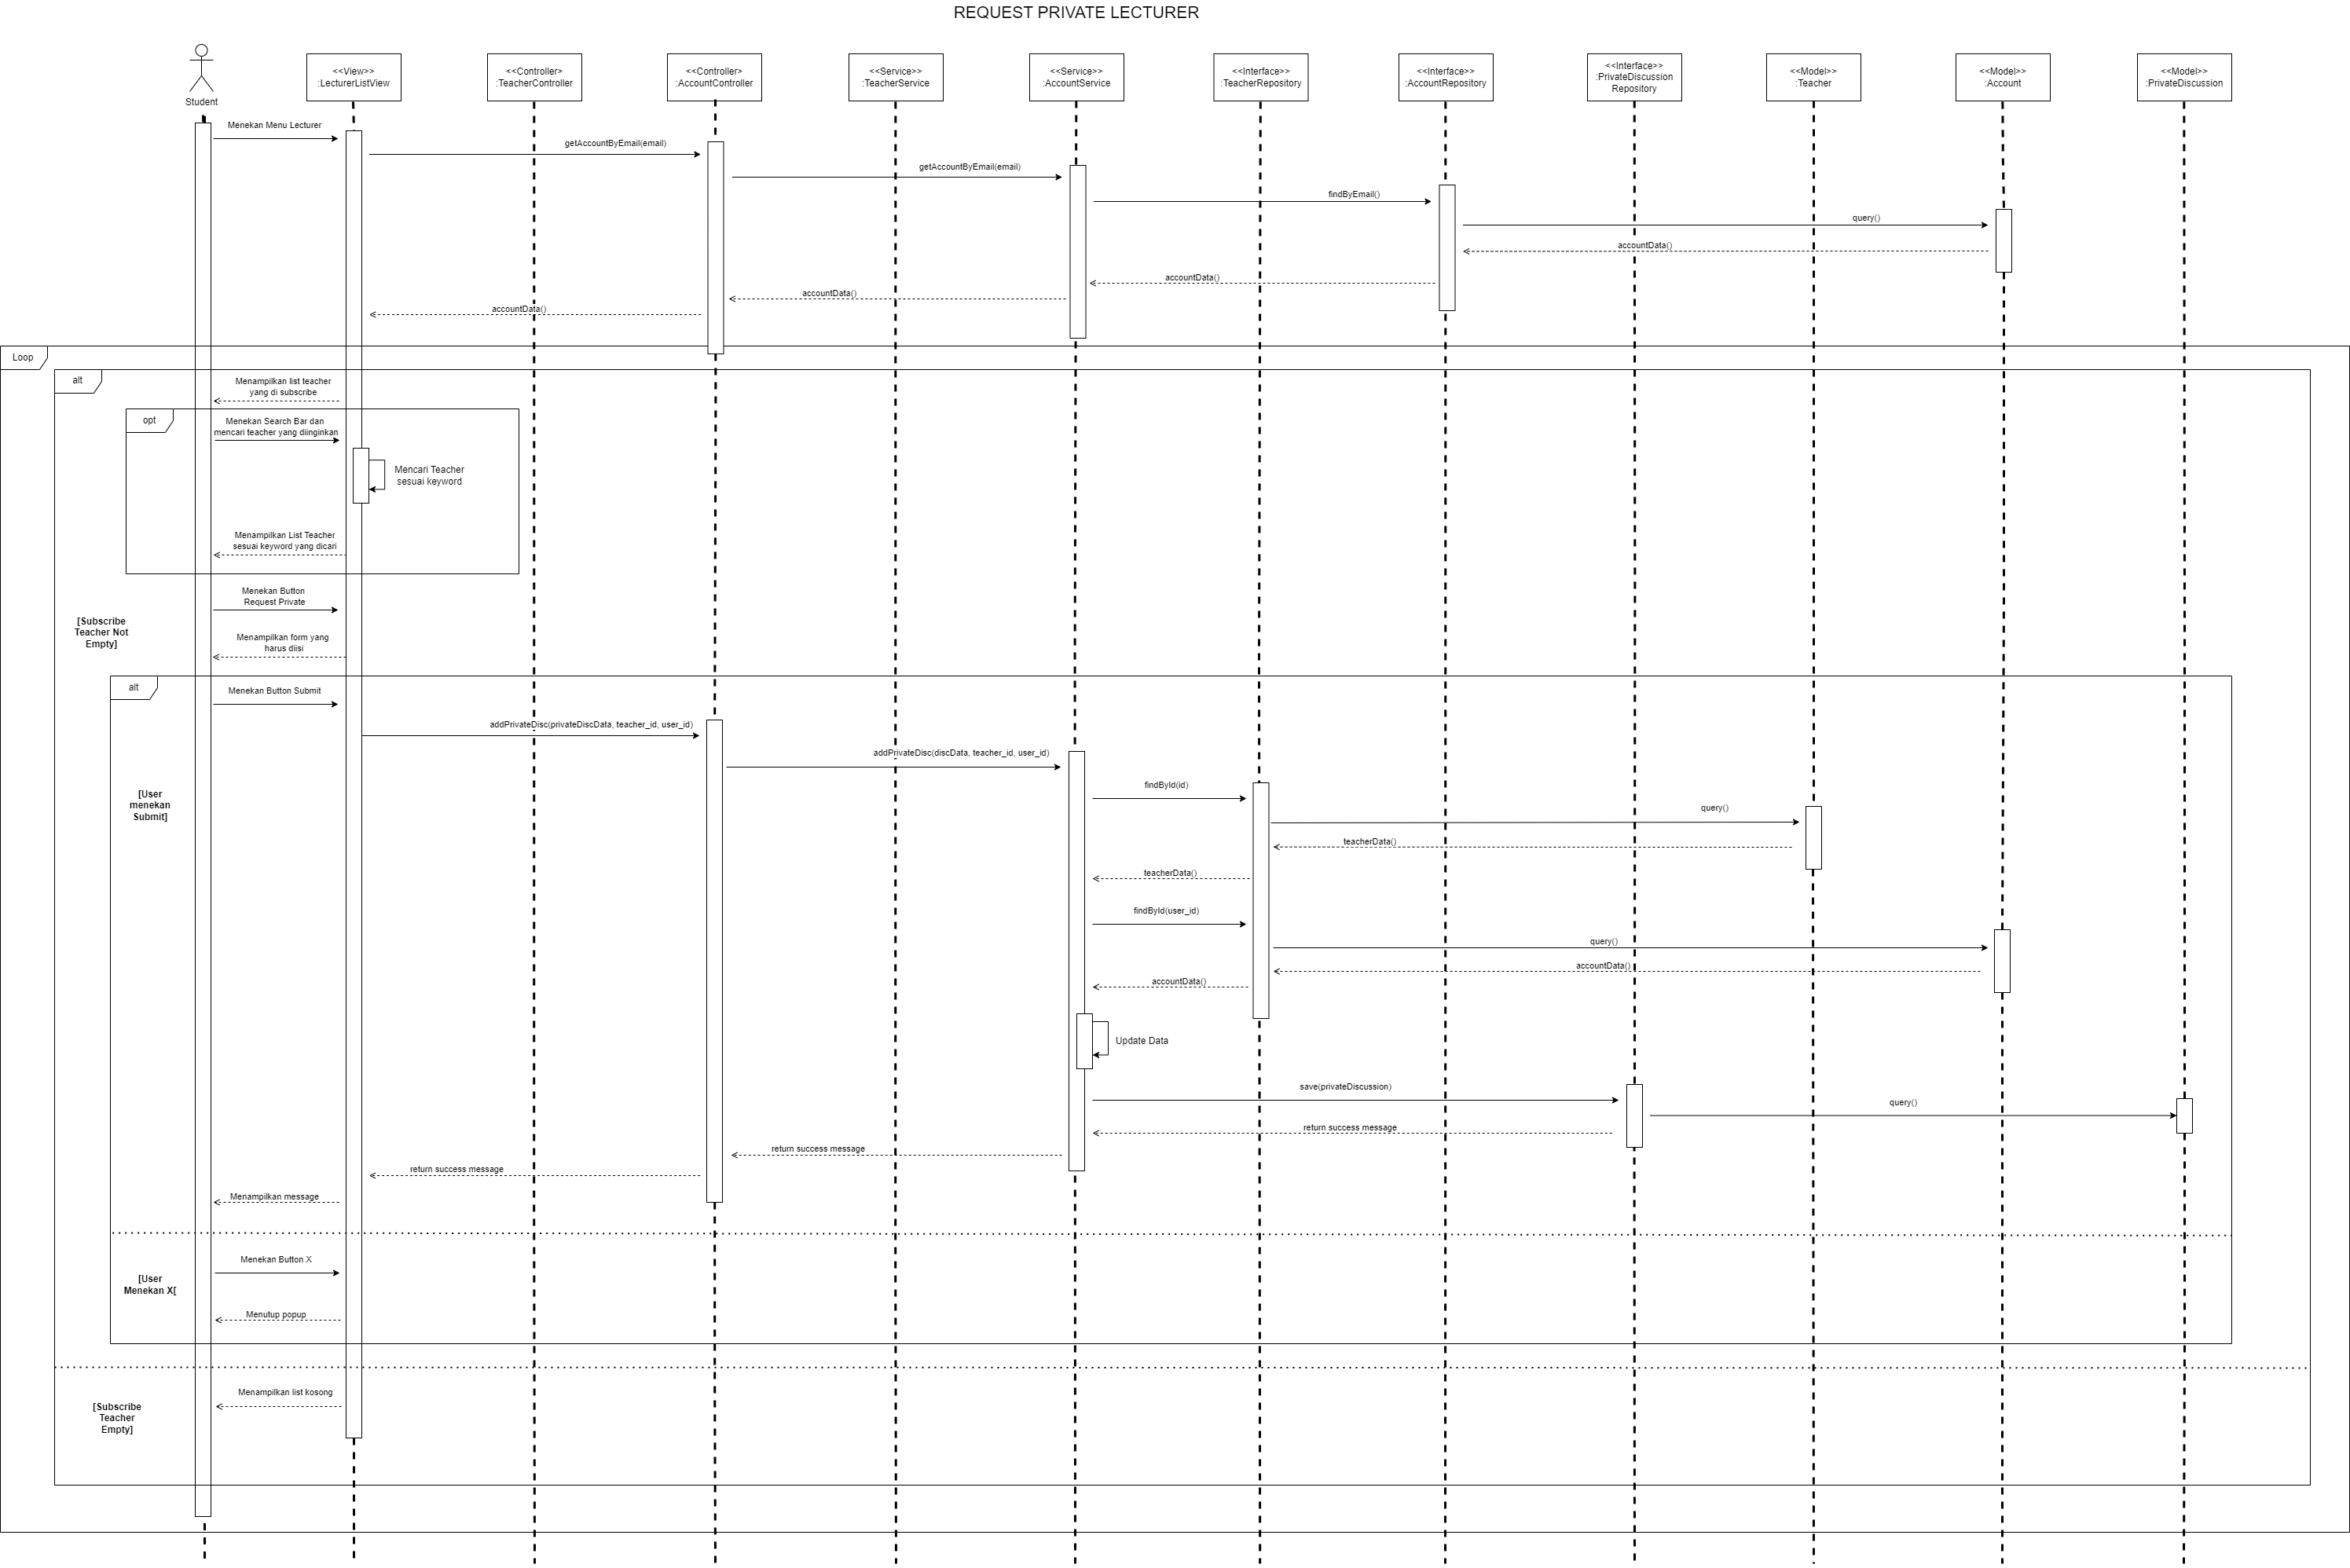 REQUEST PRIVATE LECTURER
Student
<<View>>
:LecturerListView
<<Controller>
:TeacherController
<<Controller>
:AccountController
<<Service>>
:TeacherService
<<Service>>
:AccountService
<<Interface>>
:TeacherRepository
<<Interface>>
:AccountRepository
<<Interface>>
:PrivateDiscussion
Repository
<<Model>>
:Teacher
<<Model>>
:Account
<<Model>>
:PrivateDiscussion
Menekan Menu Lecturer
getAccountByEmail(email)
getAccountByEmail(email)
findByEmail()
query()
accountData()
accountData()
accountData()
accountData()
Loop
alt
Menampilkan list teacher
yang di subscribe
opt
Menekan Search Bar dan
mencari teacher yang diinginkan
Mencari Teacher
sesuai keyword
Menampilkan List Teacher
sesuai keyword yang dicari
Menekan Button
Request Private
[Subscribe
Teacher Not
Empty]
Menampilkan form yang
harus diisi
alt
Menekan Button Submit
addPrivateDisc(privateDiscData, teacher_id, user_id)
addPrivateDisc(discData, teacher_id, user_id)
[User
menekan
Submit]
findById(id)
query()
teacherData()
teacherData()
findById(user_id)
query()
accountData()
accountData()
Update Data
save(privateDiscussion)
query()
return success message
return success message
return success message
Menampilkan message
Menekan Button X
[User
Menekan X[
Menutup popup
Menampilkan list kosong
[Subscribe
Teacher
Empty]